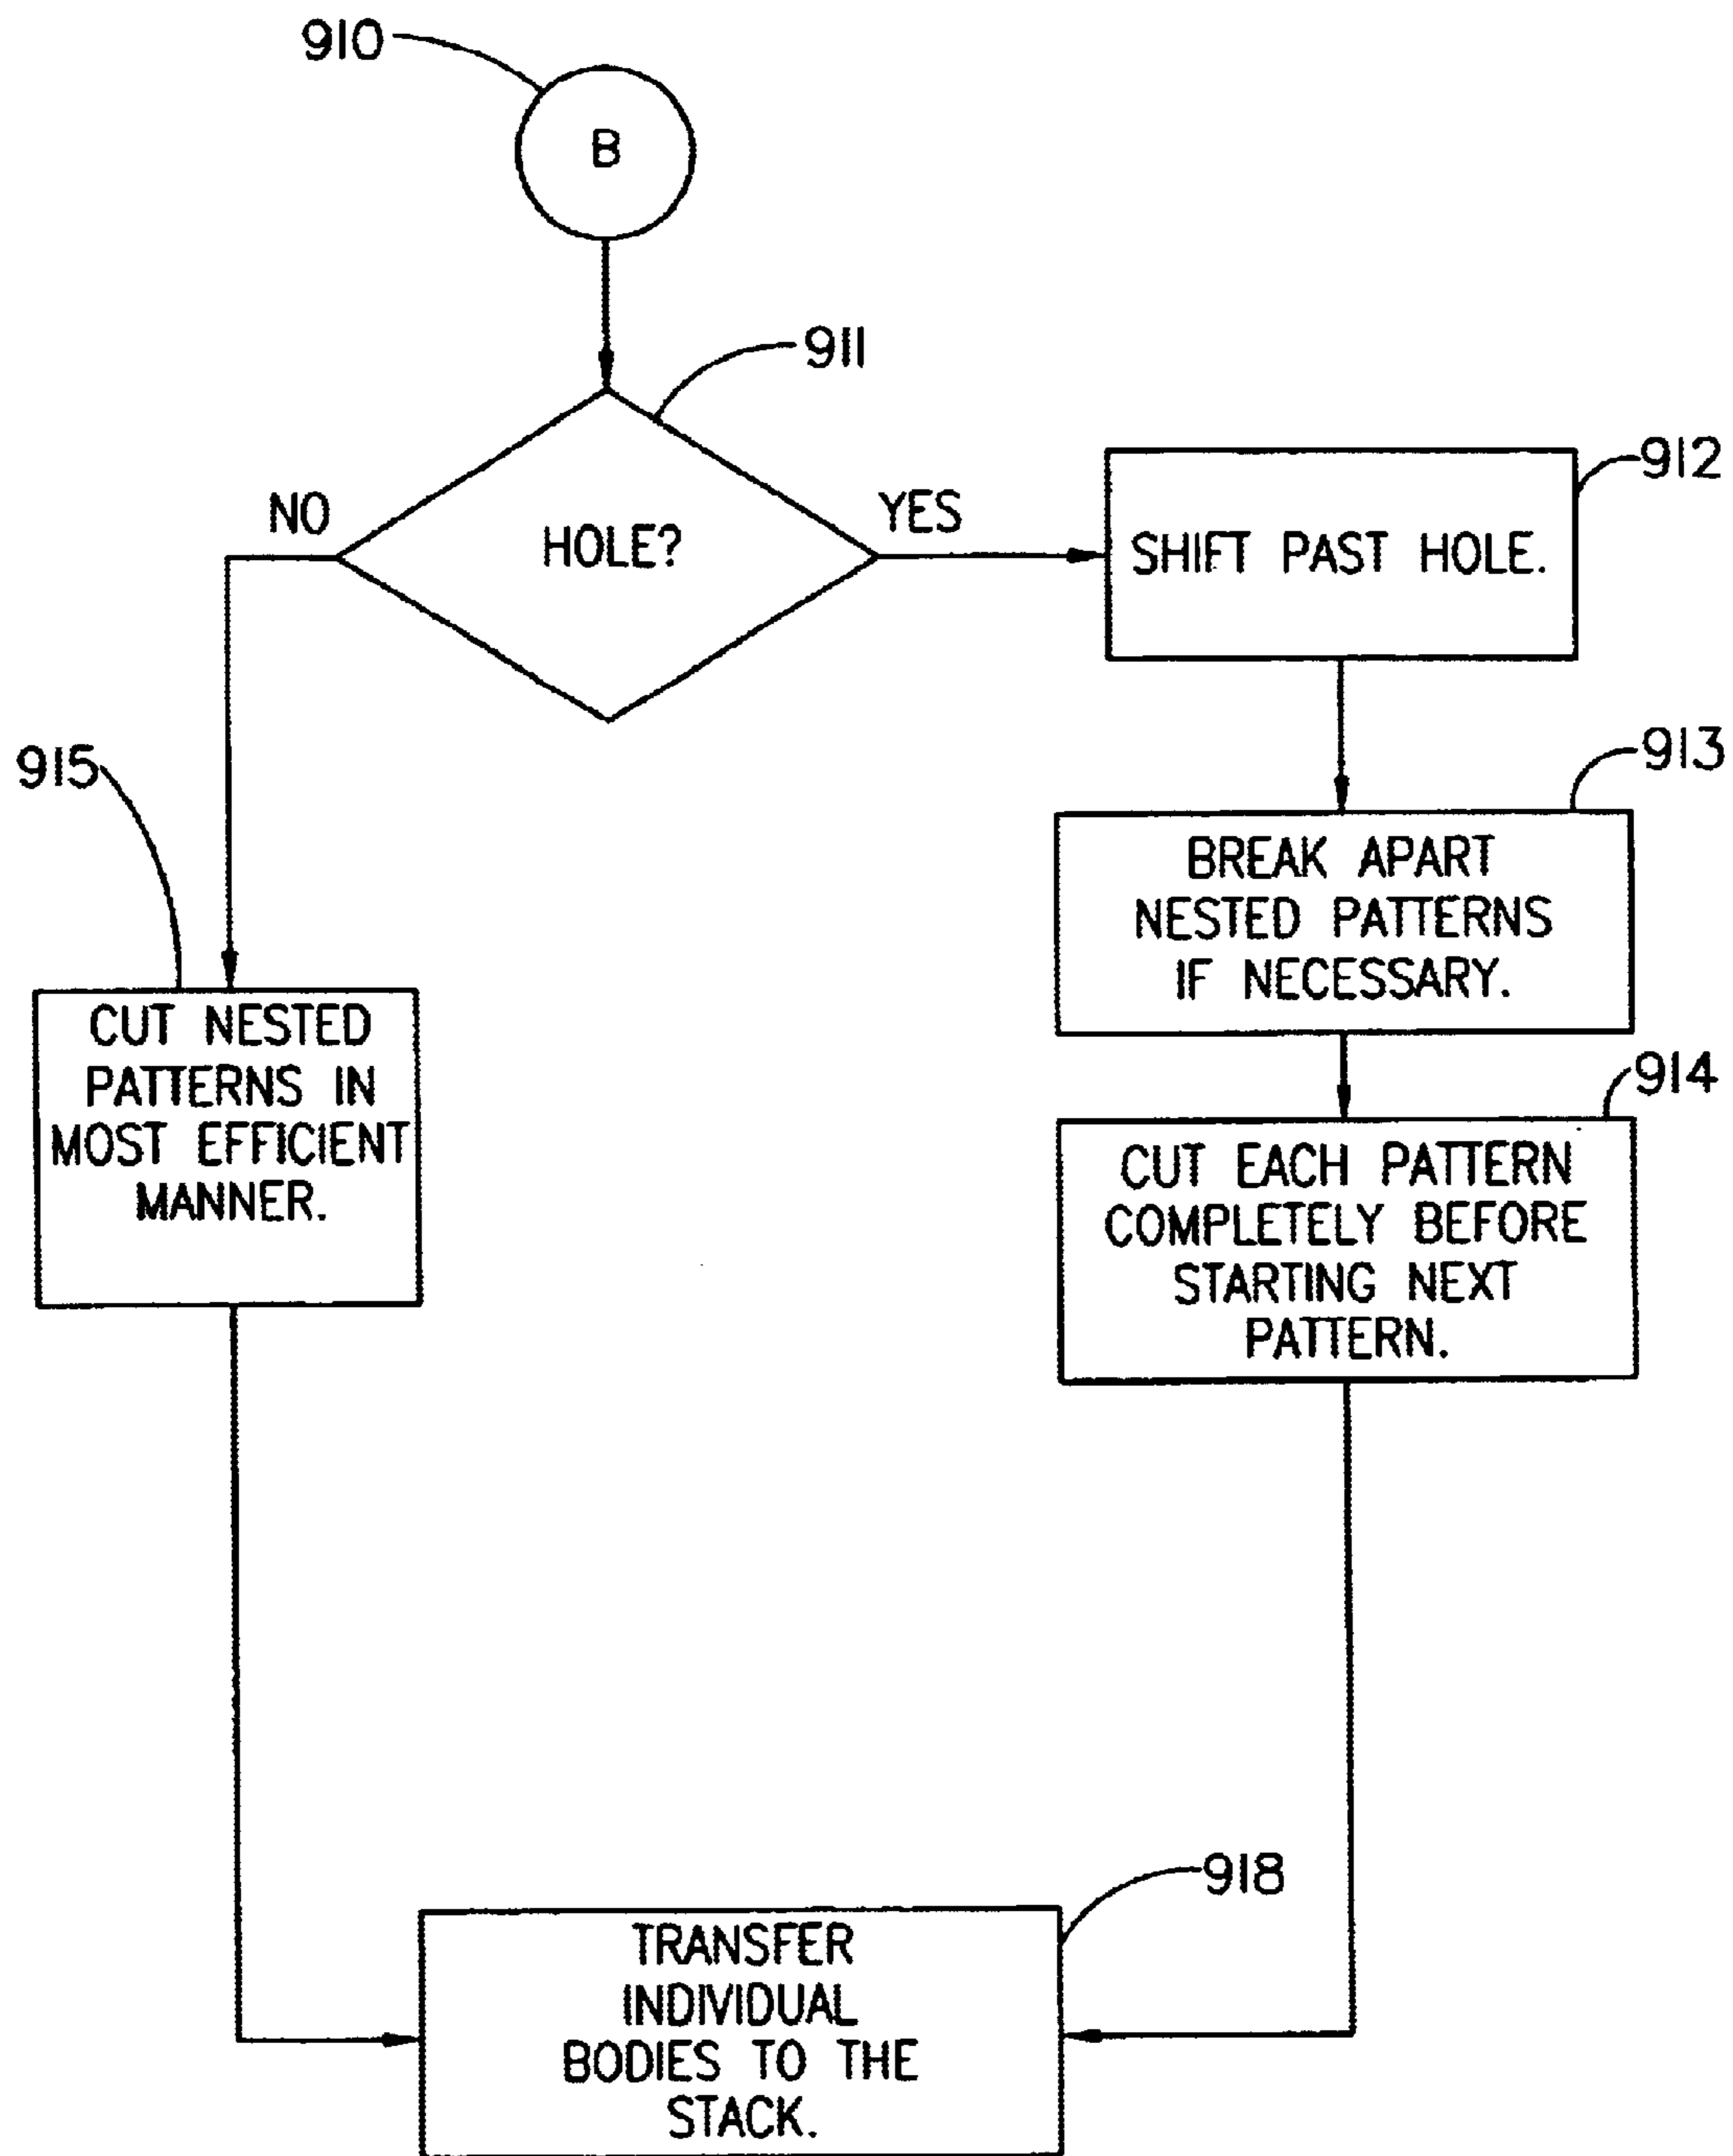 910
B
911
HOLE?
NO
YES
912
SHIFT PAST HOLE.
913
BREAK APART
NESTED PATTERNS
IF NECESSARY.
914
CUT EACH PATTERN
COMPLETELY BEFORE
STARTING NEXT
PATTERN.
915
CUT NESTED
PATTERNS IN
MOST EFFICIENT
MANNER.
918
TRANSFER
INDIVIDUAL
BODIES TO THE
STACK.